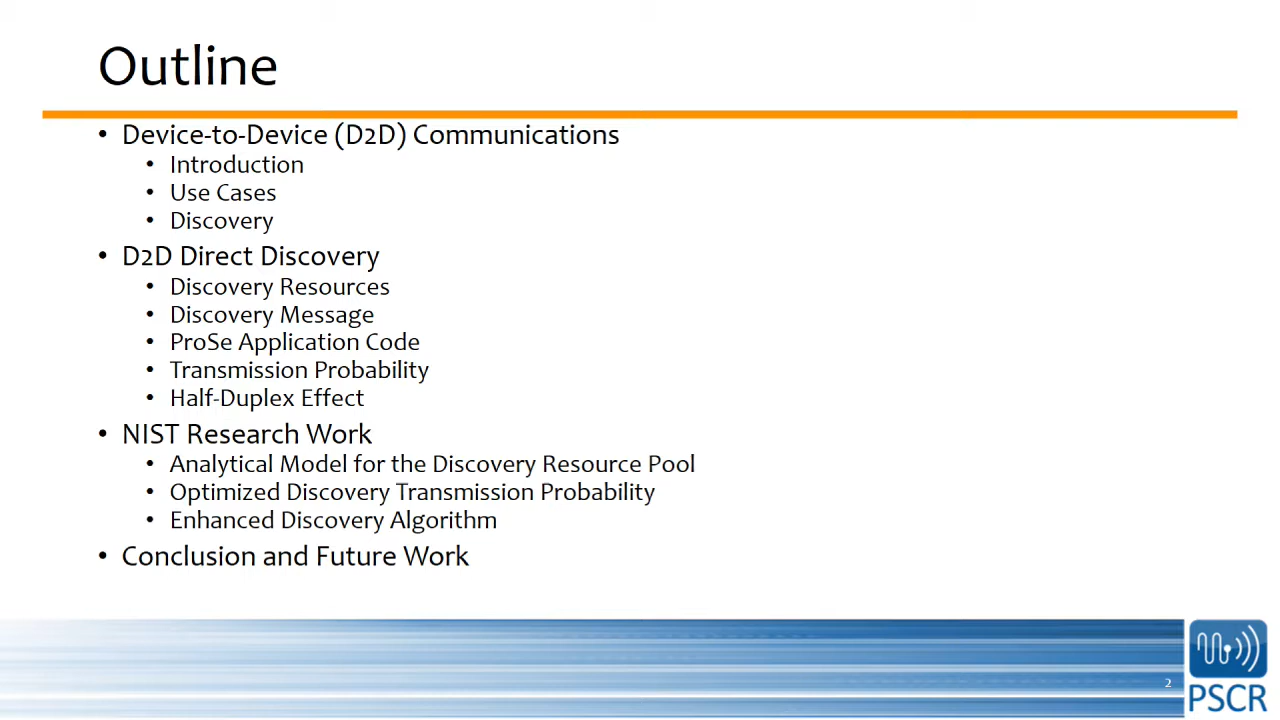 Outline
• Device-to-Device (D2D) Communications
• Introduction
• Use Cases
• Discovery
• D2D Direct Discovery
• Discovery Resources
• Discovery Message
• ProSe Application Code
• Transmission Probability
• Half-Duplex Effect
• NIST Research Work
• Analytical Model for the Discovery Resource Pool
• Optimized Discovery Transmission Probability
• Enhanced Discovery Algorithm
• Conclusion and Future Work
2
PSCR